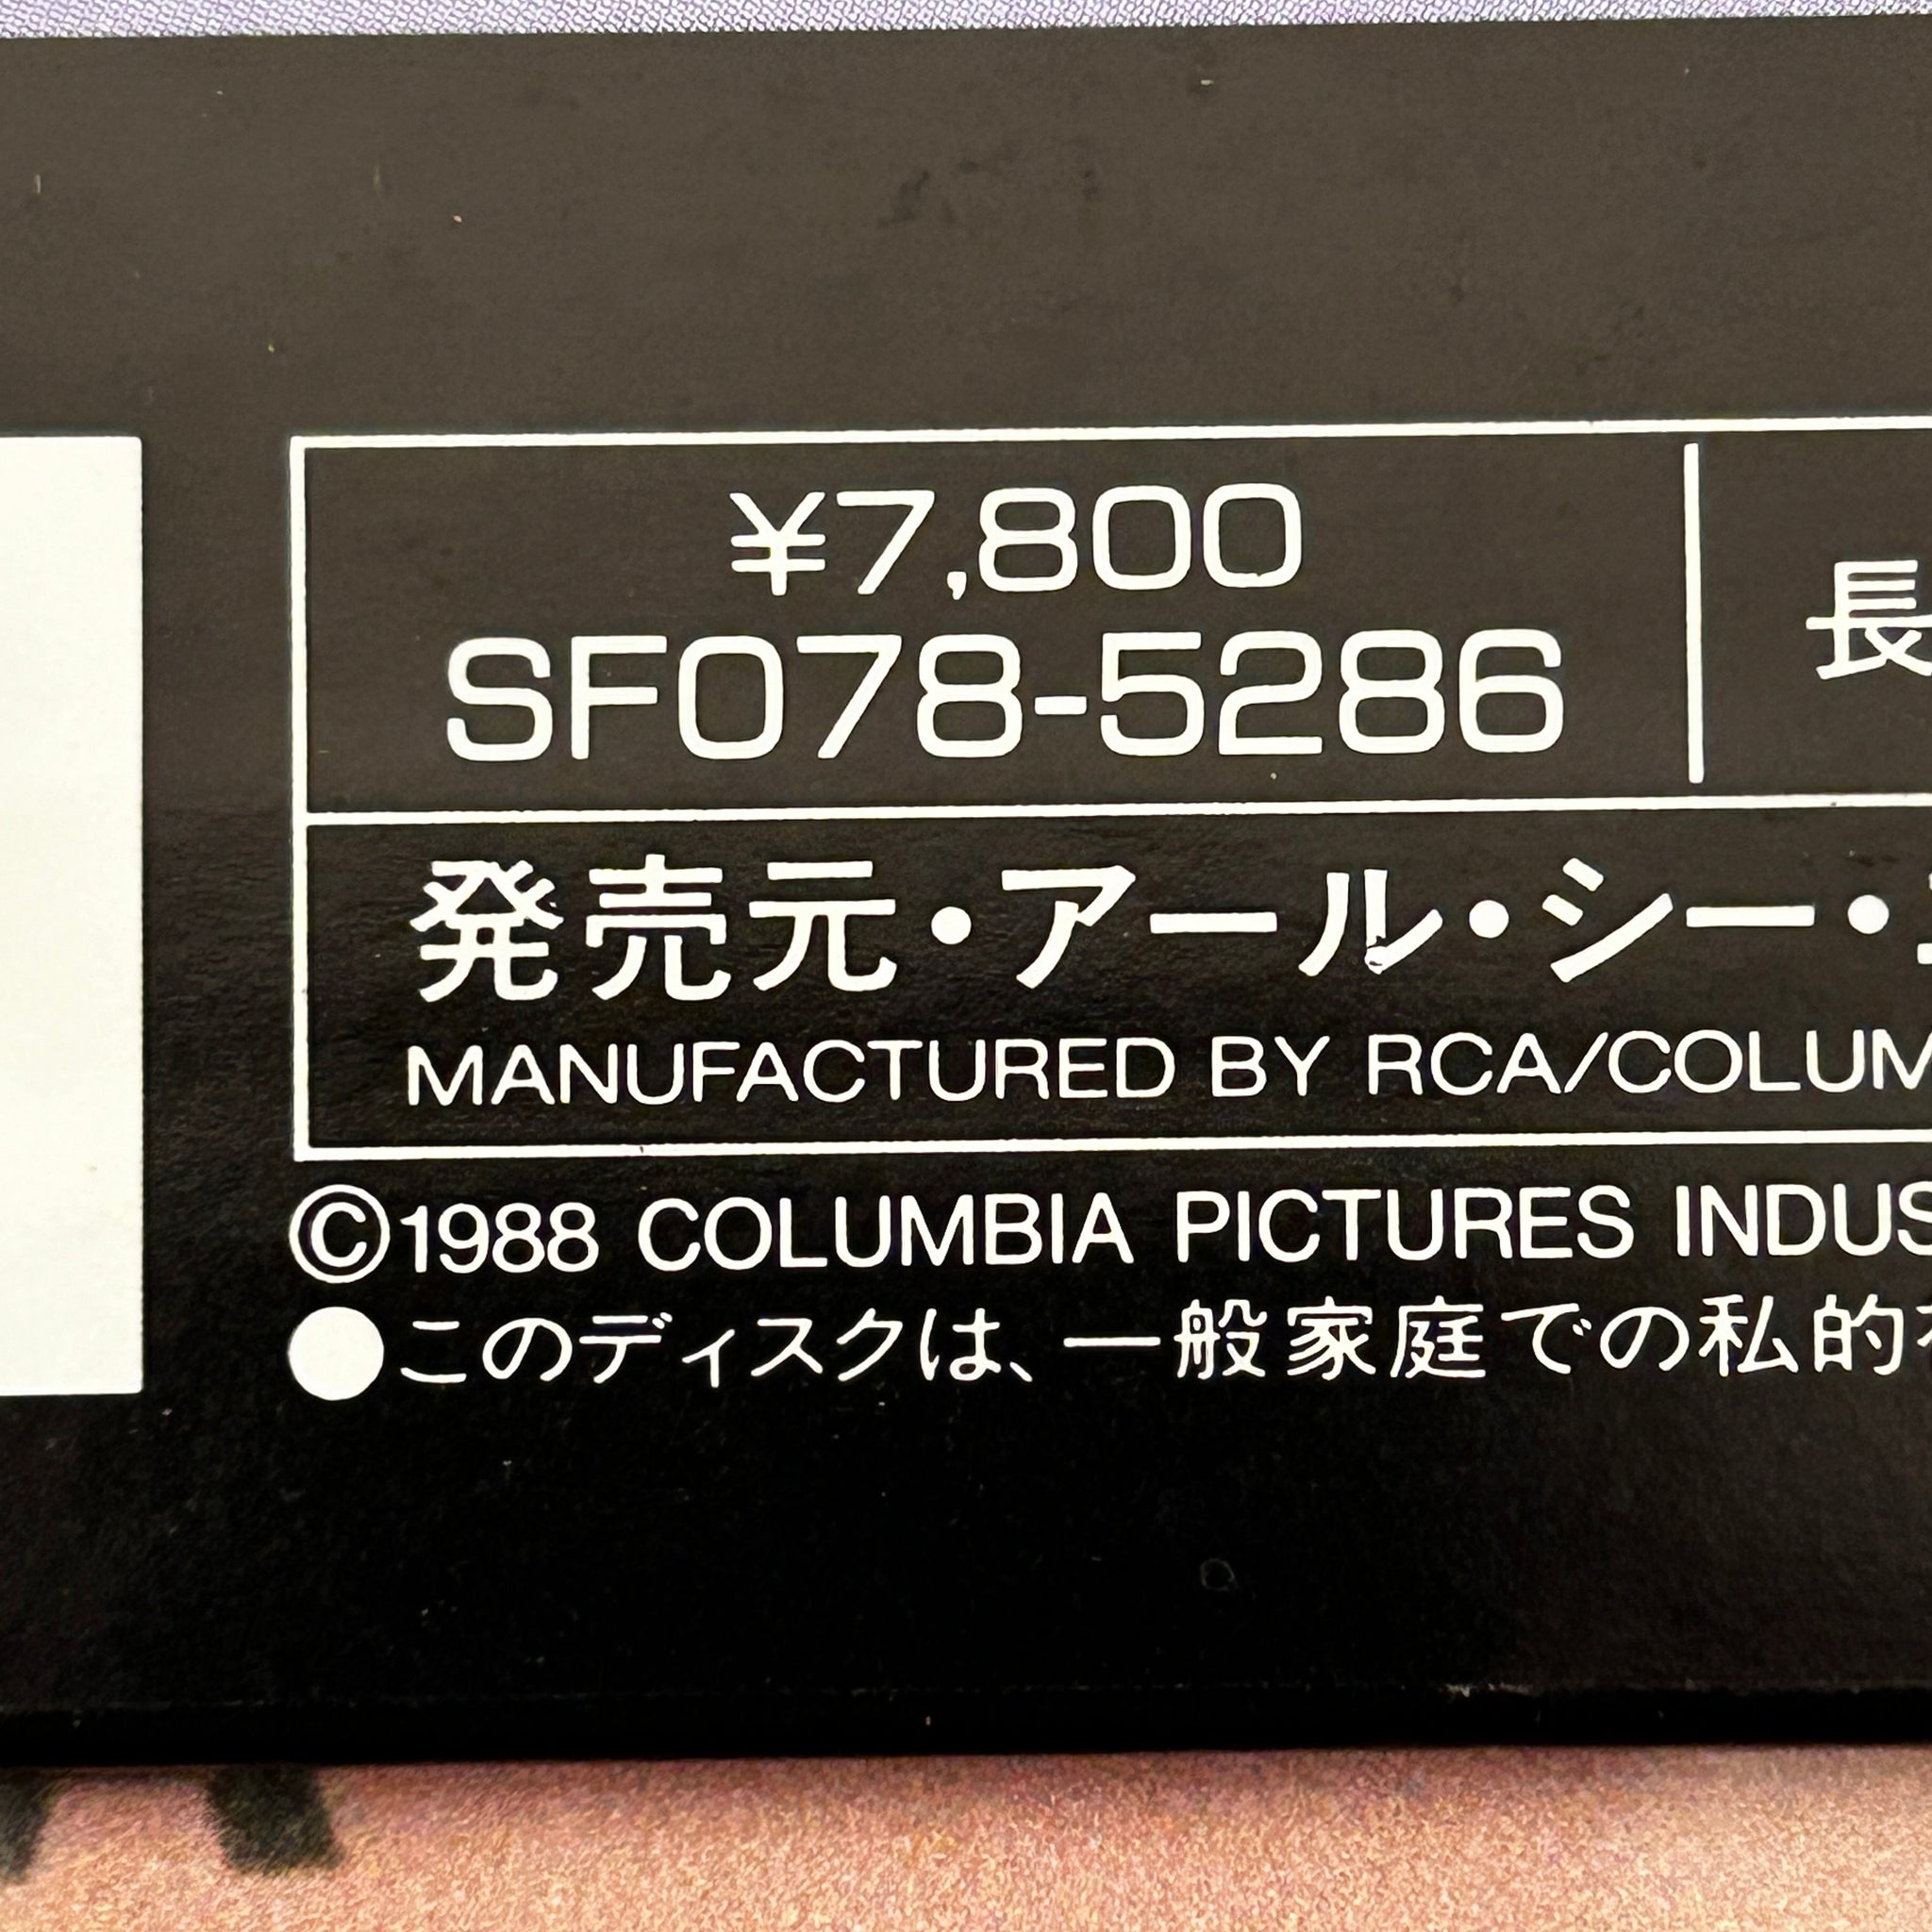 ¥7,800
SF078-5286
長
発売元・アール・シー・
MANUFACTURED BY RCA/COLUM
©1988 COLUMBIA PICTURES INDUS
●このディスクは、一般家庭での私的